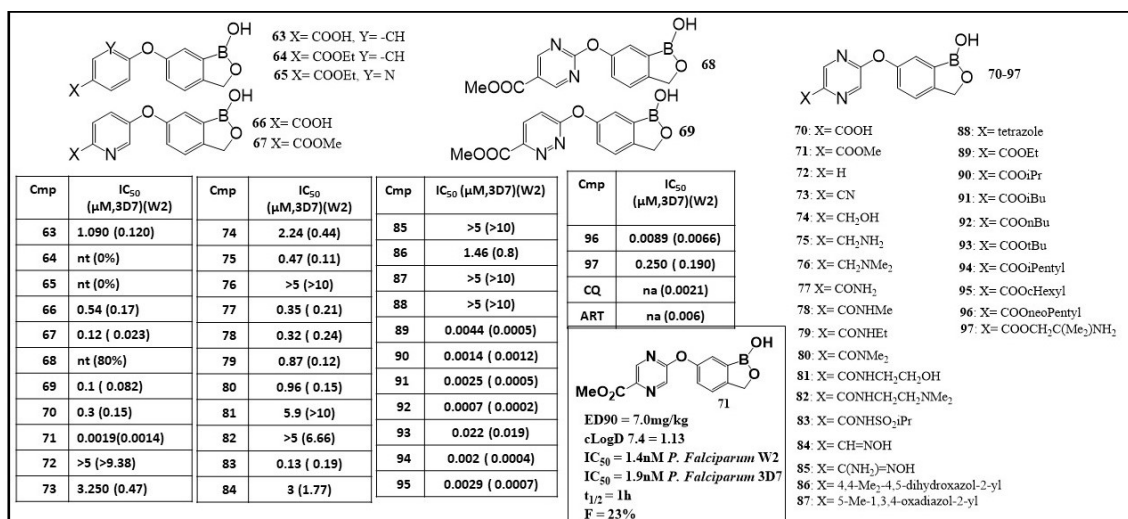 63 X= COOH, Y= -CH
64 X= COOEt, Y= -CH
65 X= COOEt, Y= N
Y
O
OH
B
O
X
66 X= COOH
67 X= COOMe
O
OH
B
O
X
N
N
O
OH
B
O
MeOOC
N
68
O
OH
B
O
MeOOC
N
N
69
N
O
OH
B
O
X
N
70-97
Cmp IC50 (µM,3D7)(W2)
63 1.090 (0.120)
64 nt (0%)
65 nt (0%)
66 0.54 (0.17)
67 0.12 ( 0.023)
68 nt (80%)
69 0.1 ( 0.082)
70 0.3 (0.15)
71 0.0019(0.0014)
72 >5 (>9.38)
73 3.250 (0.47)
Cmp IC50 (µM,3D7)(W2)
74 2.24 (0.44)
75 0.47 (0.11)
76 >5 (>10)
77 0.35 ( 0.21)
78 0.32 ( 0.24)
79 0.87 (0.12)
80 0.96 ( 0.15)
81 5.9 (>10)
82 >5 (6.66)
83 0.13 ( 0.19)
84 3 (1.77)
Cmp IC50 (µM,3D7)(W2)
85 >5 (>10)
86 1.46 (0.8)
87 >5 (>10)
88 >5 (>10)
89 0.0044 (0.0005)
90 0.0014 ( 0.0012)
91 0.0025 ( 0.0005)
92 0.0007 ( 0.0002)
93 0.022 (0.019)
94 0.002 ( 0.0004)
95 0.0029 ( 0.0007)
Cmp IC50 (µM,3D7)(W2)
96 0.0089 (0.0066)
97 0.250 ( 0.190)
CQ na (0.0021)
ART na (0.006)
N
O
OH
B
O
MeO2C
N
71
ED90 = 7.0mg/kg
cLogD 7.4 = 1.13
IC50 = 1.4nM P. Falciparum W2
IC50 = 1.9nM P. Falciparum 3D7
t1/2 = 1h
F = 23%
70: X= COOH
71: X= COOMe
72: X= H
73: X= CN
74: X= CH2OH
75: X= CH2NH2
76: X= CH2NMe2
77 X= CONH2
78: X= CONHMe
79: X= CONHEt
80: X= CONMe2
81: X= CONHCH2CH2OH
82: X= CONHCH2CH2NMe2
83: X= CONHSO2iPr
84: X= CH=NOH
85: X= C(NH2)=NOH
86: X= 4,4-Me2-4,5-dihydroxazol-2-yl
87: X= 5-Me-1,3,4-oxadiazol-2-yl
88: X= tetrazole
89: X= COOEt
90: X= COOiPr
91: X= COOiBu
92: X= COOnBu
93: X= COOtBu
94: X= COOiPentyl
95: X= COOcHexyl
96: X= COOneoPentyl
97: X= COOCH2C(Me2)NH2